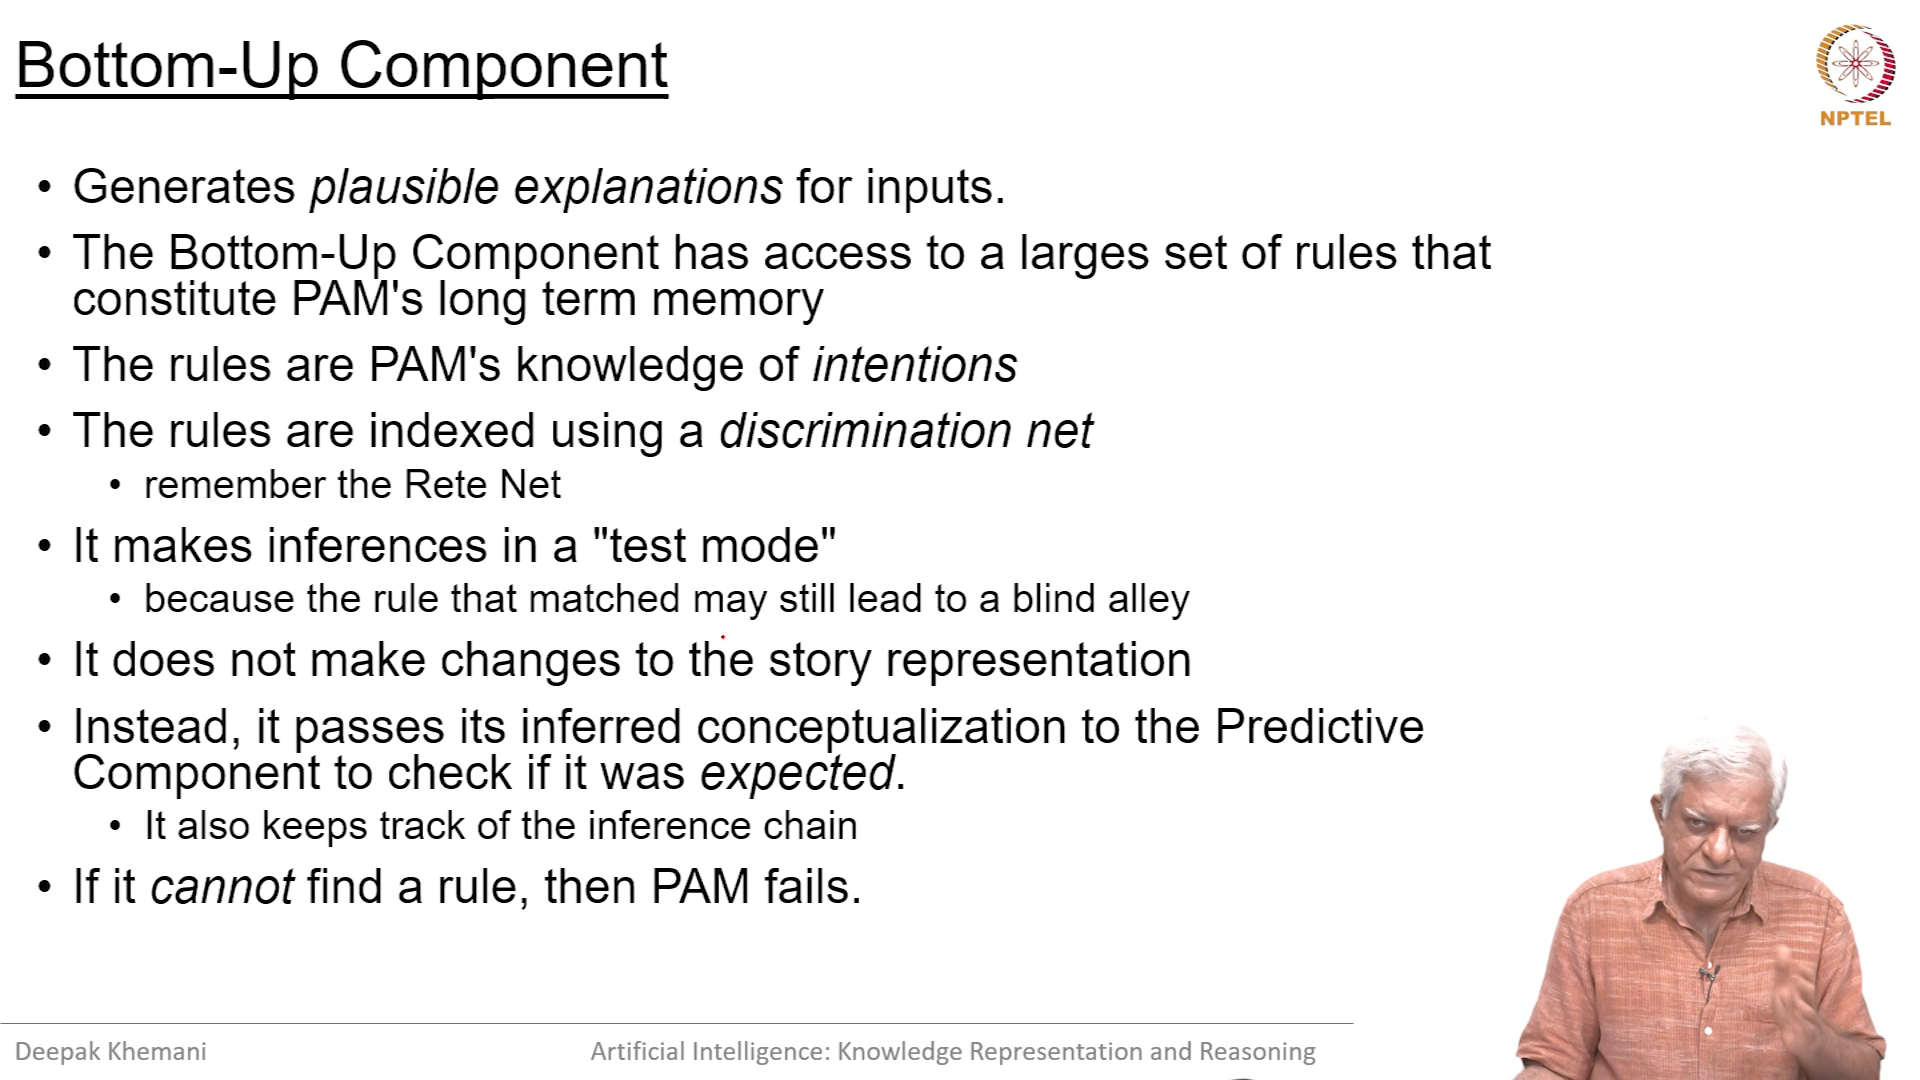 Bottom-Up Component
NPTEL
• Generates plausible explanations for inputs.
• The Bottom-Up Component has access to a larges set of rules that
constitute PAM's long term memory
• The rules are PAM's knowledge of intentions
• The rules are indexed using a discrimination net
• remember the Rete Net
• It makes inferences in a "test mode"
• because the rule that matched may still lead to a blind alley
• It does not make changes to the story representation
• Instead, it passes its inferred conceptualization to the Predictive
Component to check if it was expected.
• It also keeps track of the inference chain
• If it cannot find a rule, then PAM fails.
Deepak Khemani
Artificial Intelligence: Knowledge Representation and Reasoning